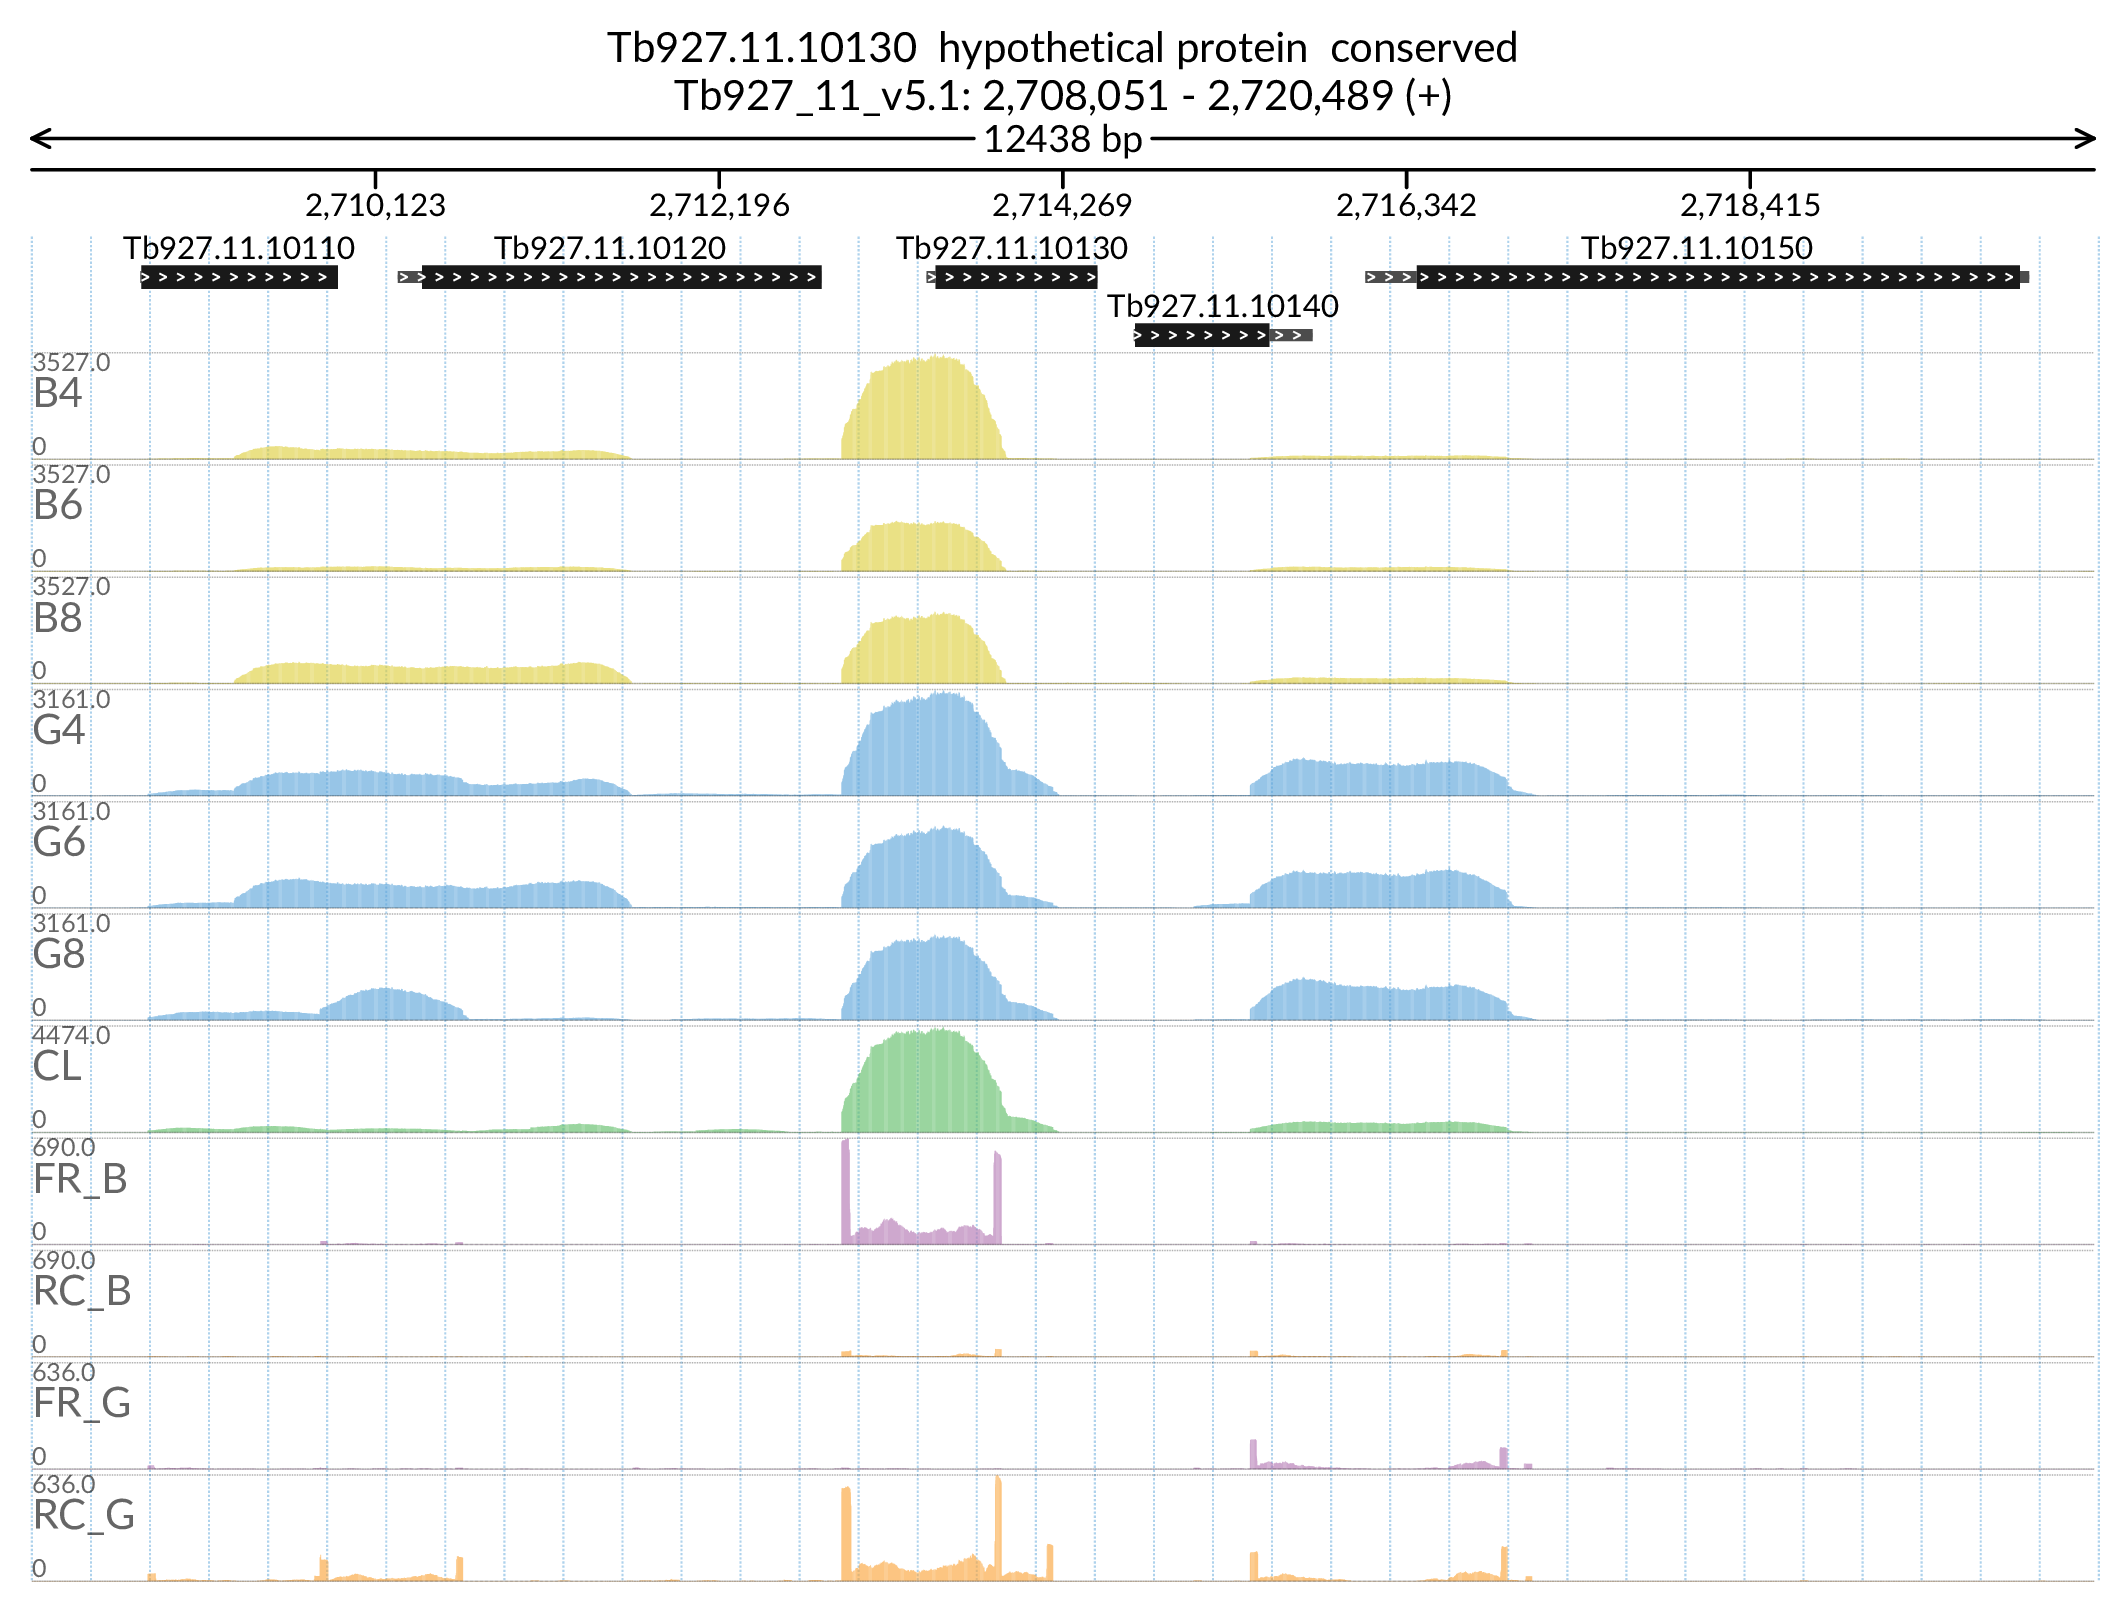 Tb927.11.10130 hypothetical protein conserved
Tb927_11_v5.1: 2,708,051 - 2,720,489 (+)
12438 bp
2,710,123 2,712,196 2,714,269 2,716,342 2,718,415
Tb927.11.10110 Tb927.11.10120 Tb927.11.10130 Tb927.11.10150
Tb927.11.10140
3527.0
B4
0
3527.0
B6
0
3527.0
B8
0
3161.0
G4
0
3161.0
G6
0
3161.0
G8
0
4474.0
CL
0
690.0
FR_B
0
690.0
RC_B
0
636.0
FR_G
0
636.0
RC_G
0